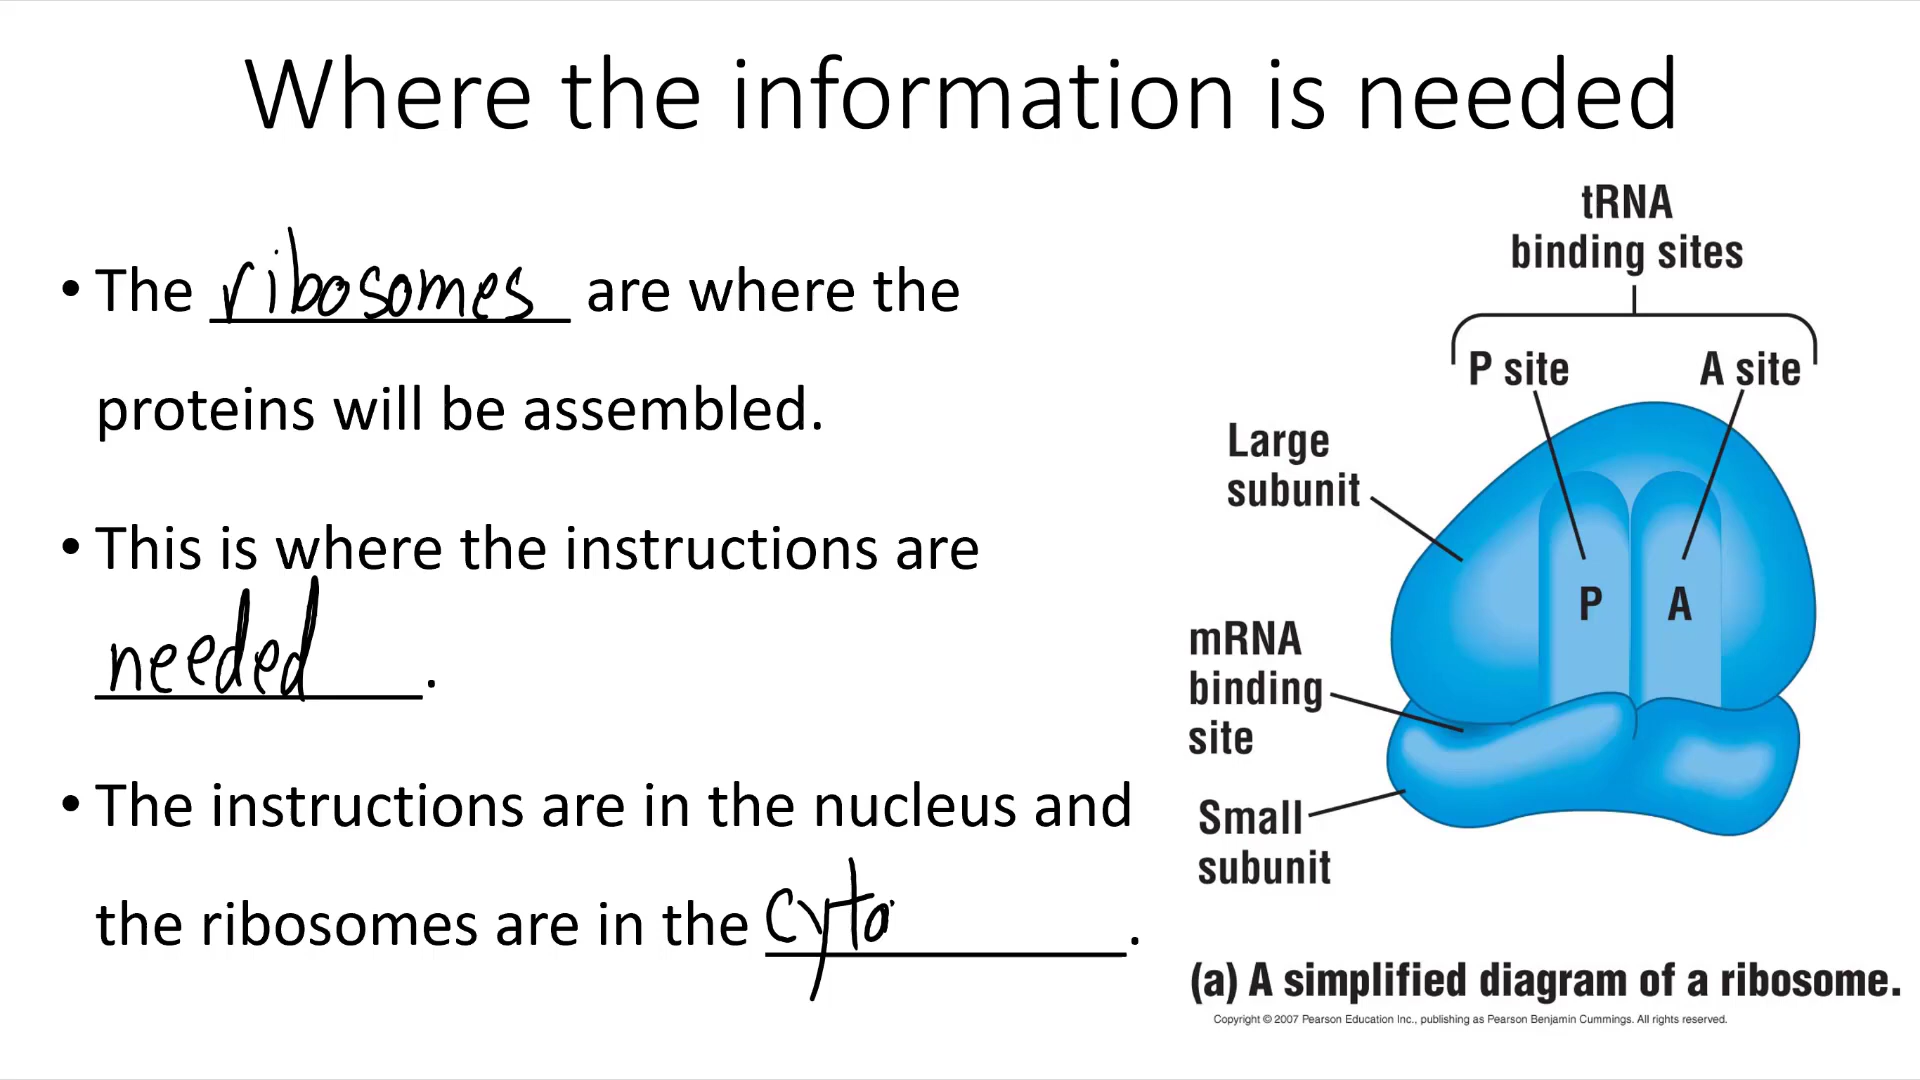 Where the information is needed
• The ribosomes are where the
proteins will be assembled.
• This is where the instructions are
needed.
• The instructions are in the nucleus and
the ribosomes are in the cyto.
tRNA
binding sites
P site A site
Large
subunit
P A
mRNA
binding
site
Small
subunit
(a) A simplified diagram of a ribosome.
Copyright © 2007 Pearson Education Inc., publishing as Pearson Benjamin Cummings. All rights reserved.